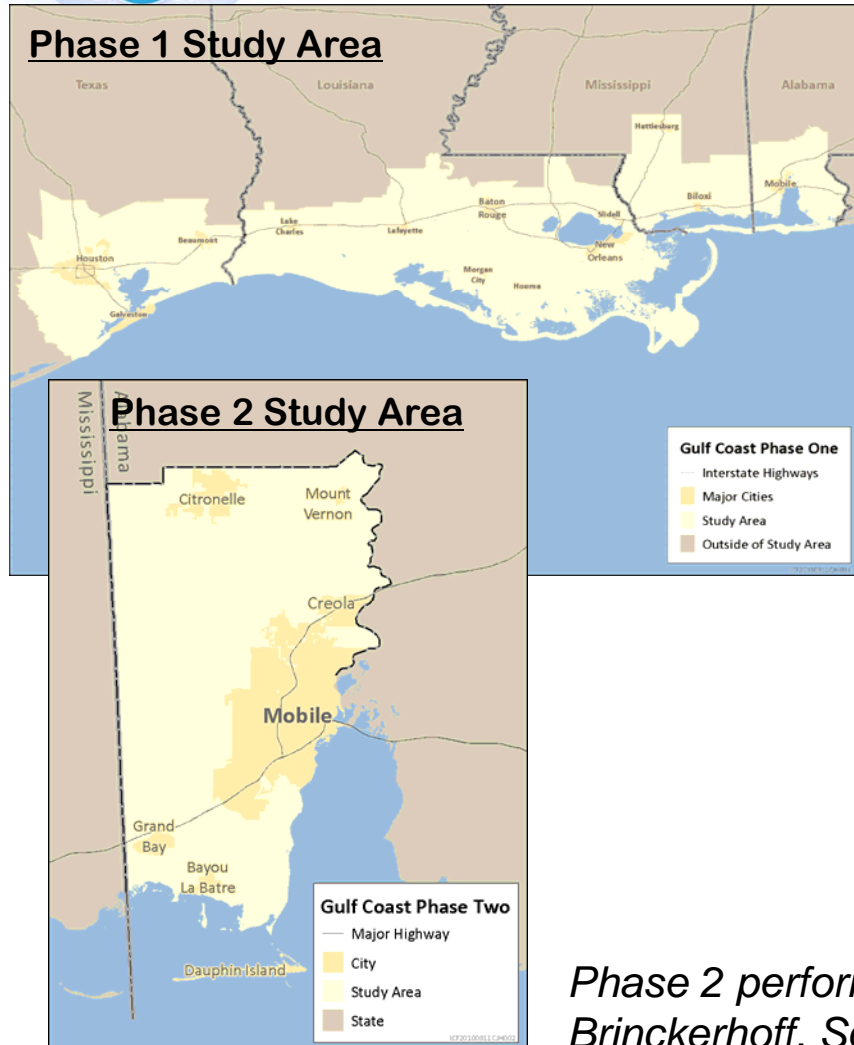 Phase 1 Study Area
Texas
Louisiana
Mississippi
Alabama
Hattiesburg
Mobile
Biloxi
Baton
Rouge
Slidell
Lake
Charles
Lafayette
Beaumont
New
Orleans
Houston
Morgan
City
Houma
Galveston
Gulf Coast Phase One
Interstate Highways
Major Cities
Study Area
Outside of Study Area
Phase 2 Study Area
Mississippi
Alabama
Citronelle
Mount
Vernon
Creola
Mobile
Grand
Bay
Bayou
La Batre
Dauphin Island
Gulf Coast Phase Two
Major Highway
City
Study Area
State
Phase 2 perfor
Brinckerhoff, S